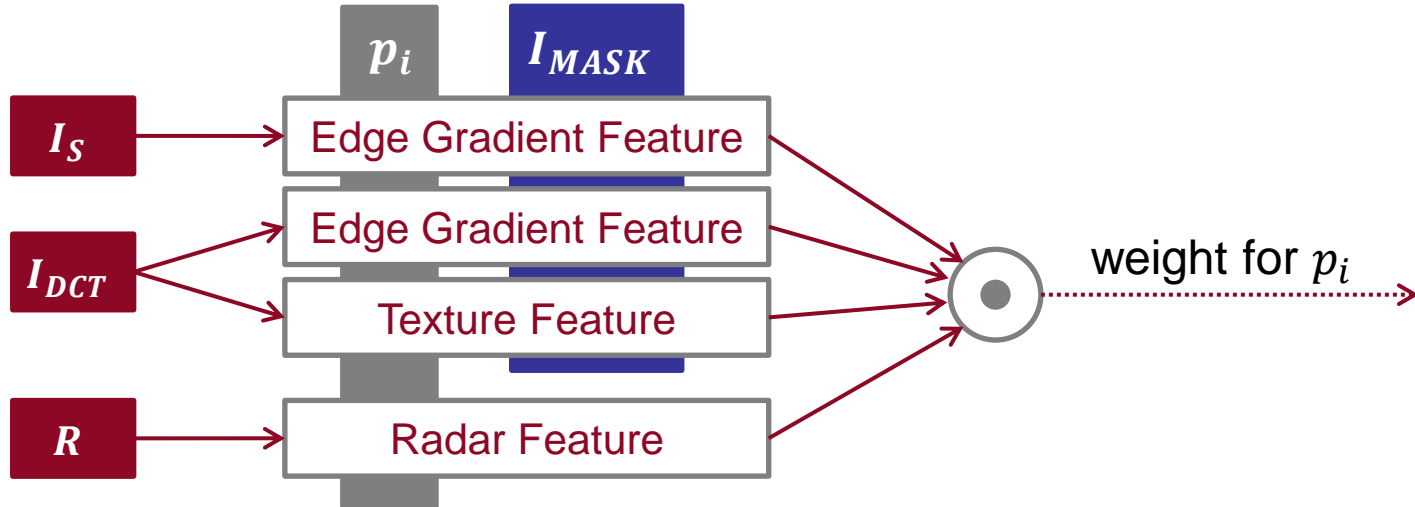 p_i
I_MASK
I_S
Edge Gradient Feature
Edge Gradient Feature
I_DCT
weight for p_i
Texture Feature
R
Radar Feature